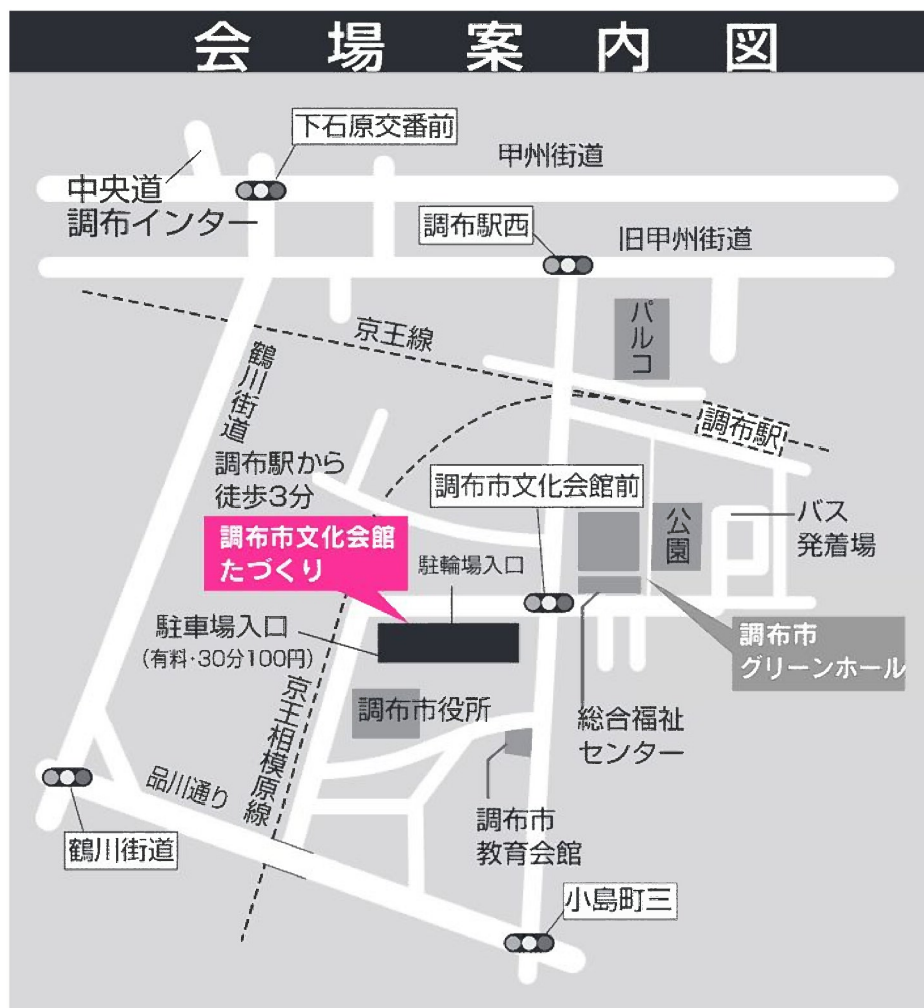 会場案内図
下石原交番前
甲州街道
中央道
調布インター
調布駅西
旧甲州街道
パルコ
京王線
鶴川街道
調布駅
調布駅から
徒歩3分
調布市文化会館前
公園
バス
発着場
調布市文化会館
たづくり
駐輪場入口
駐車場入口
(有料・30分100円)
調布市
グリーンホール
調布市役所
総合福祉
センター
京王相模原線
品川通り
調布市
教育会館
鶴川街道
小島町三